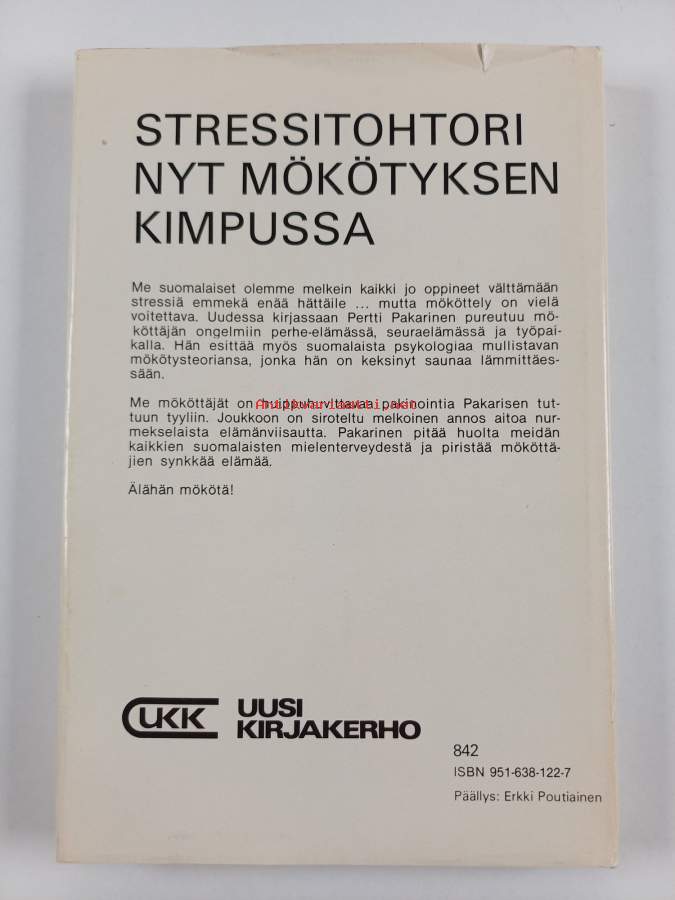 STRESSITOHTORI
NYT MÖKÖTYKSEN
KIMPUSSA
Me suomalaiset olemme melkein kaikki jo oppineet välttämään
stressiä emmekä enää hättäile ... mutta mököttely on vielä
voitettava. Uudessa kirjassaan Pertti Pakarinen pureutuu mö-
köttäjän ongelmiin perhe-elämässä, seuraelämässä ja työpai-
kalla. Hän esittää myös suomalaista psykologiaa mullistavan
mökötysteoriansa, jonka hän on keksinyt saunaa lämmittäes-
sään.
Me mököttäjät on huippuhervittavaa pakinointia Pakarisen tut-
tuun tyyliin. Joukkoon on siroteltu melkoinen annos aitoa nur-
mekselaista elämänviisautta. Pakarinen pitää huolta meidän
kaikkien suomalaisten mielenterveydestä ja piristää mököttä-
jien synkkää elämää.
Älähän mökötä!
UKK UUSI
KIRJAKERHO
842
ISBN 951-638-122-7
Päällys: Erkki Poutiainen